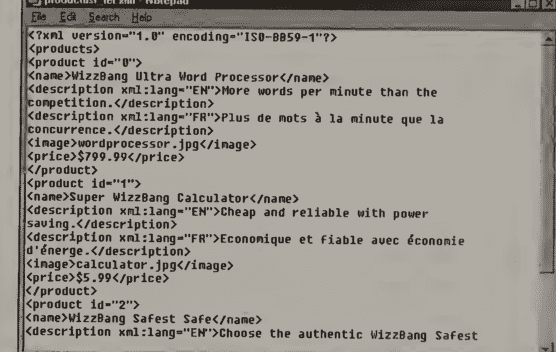 Notepad
File Edit Search Help
<?xml version="1.0" encoding="ISO-8859-1"?>
<products>
<product id="0">
<name>WizzBang Ultra Word Processor</name>
<description xml:lang="EN">More words per minute than the
competition.</description>
<description xml:lang="FR">Plus de mots à la minute que la
concurrence.</description>
<image>wordprocessor.jpg</image>
<price>$799.99</price>
</product>
<product id="1">
<name>Super WizzBang Calculator</name>
<description xml:lang="EN">Cheap and reliable with power
saving.</description>
<description xml:lang="FR">Economique et fiable avec économie
d'énerge.</description>
<image>calculator.jpg</image>
<price>$5.99</price>
</product>
<product id="2">
<name>WizzBang Safest Safe</name>
<description xml:lang="EN">Choose the authentic WizzBang Safest